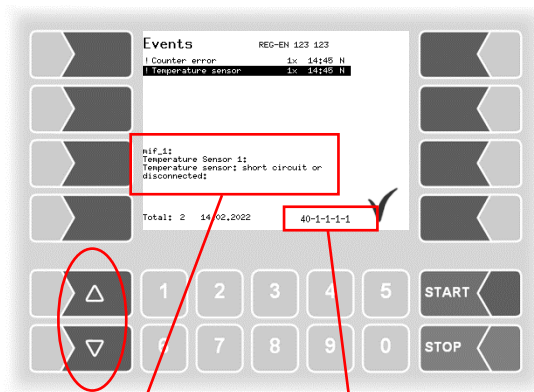 Events REG-EN 123 123
! Counter error 1x 14:45 N
! Temperature sensor 1x 14:45 N
mif_1:
Temperature Sensor 1:
Temperature sensor: short circuit or
disconnected:
Total: 2 14.02.2022 40-1-1-1-1
1 2 3 4 5 START
6 7 8 9 0 STOP